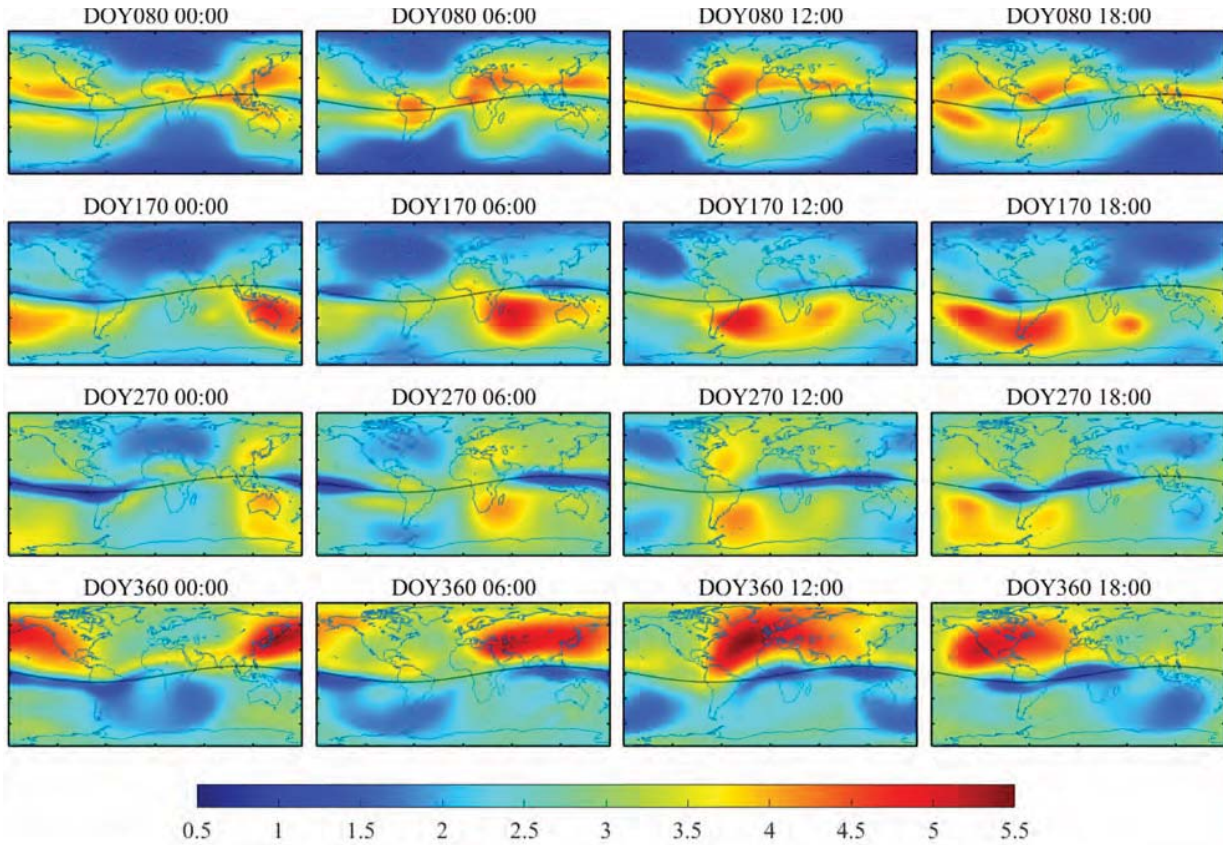 DOY080 00:00 DOY080 06:00 DOY080 12:00 DOY080 18:00
DOY170 00:00 DOY170 06:00 DOY170 12:00 DOY170 18:00
DOY270 00:00 DOY270 06:00 DOY270 12:00 DOY270 18:00
DOY360 00:00 DOY360 06:00 DOY360 12:00 DOY360 18:00
0.5 1 1.5 2 2.5 3 3.5 4 4.5 5 5.5